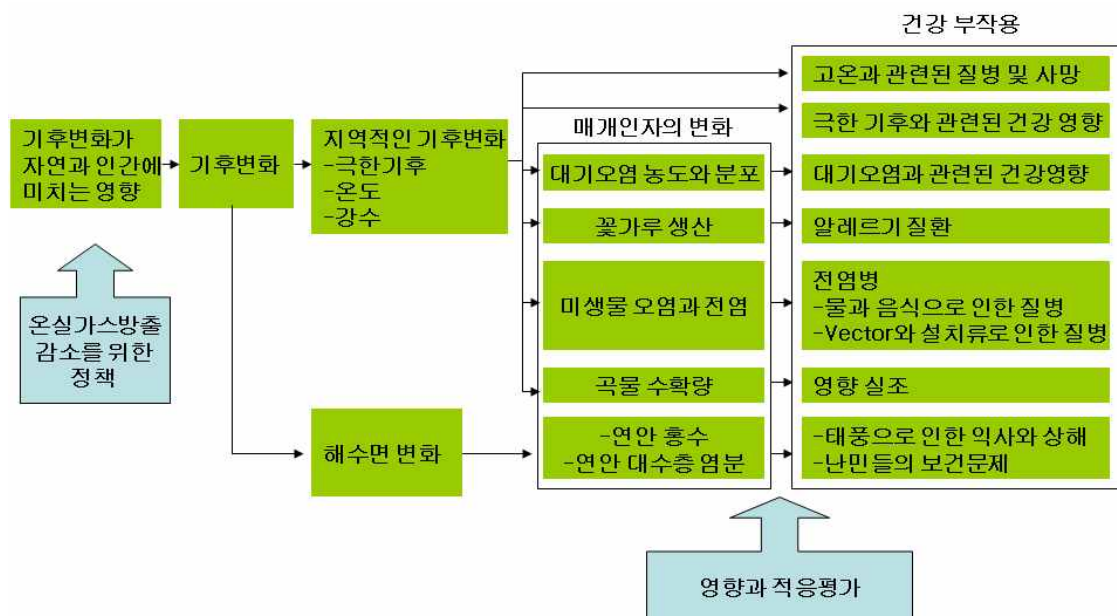 건강 부작용
고온과 관련된 질병 및 사망
극한 기후와 관련된 건강 영향
매개인자의 변화
기후변화가
자연과 인간에
미치는 영향
기후변화
지역적인 기후변화
-극한기후
-온도
-강수
대기오염 농도와 분포
대기오염과 관련된 건강영향
꽃가루 생산
알레르기 질환
미생물 오염과 전염
전염병
-물과 음식으로 인한 질병
-Vector와 설치류로 인한 질병
온실가스방출
감소를 위한
정책
곡물 수확량
영향 실조
해수면 변화
-연안 홍수
-연안 대수층 염분
-태풍으로 인한 익사와 상해
-난민들의 보건문제
영향과 적응평가